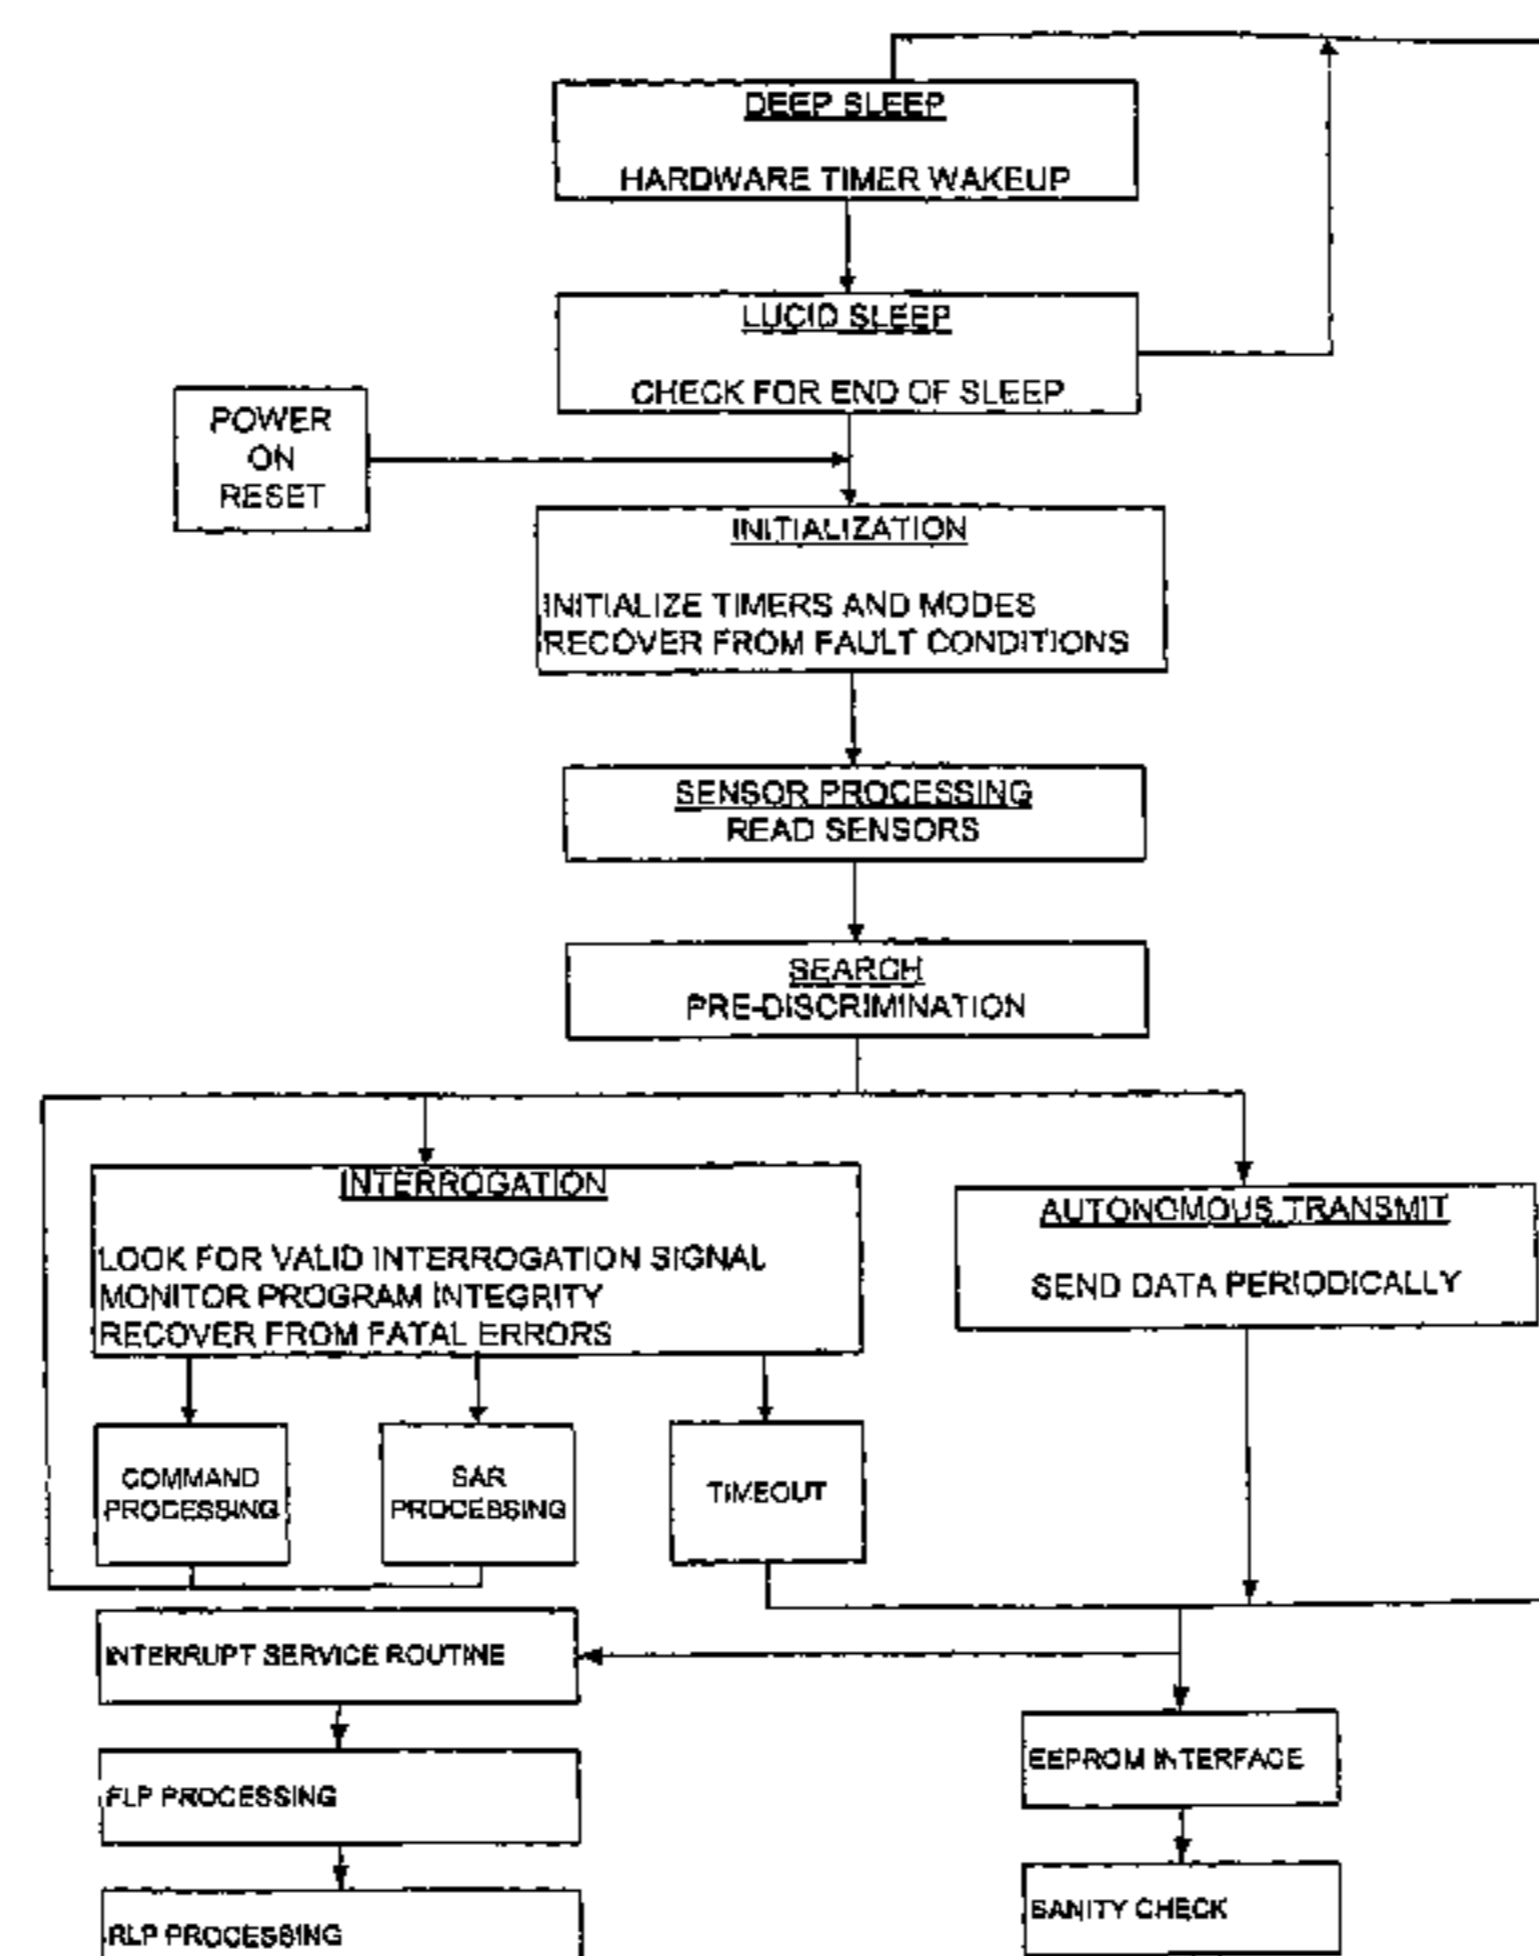 DEEP SLEEP
HARDWARE TIMER WAKEUP
LUCID SLEEP
CHECK FOR END OF SLEEP
POWER
ON
RESET
INITIALIZATION
INITIALIZE TIMERS AND MODES
RECOVER FROM FAULT CONDITIONS
SENSOR PROCESSING
READ SENSORS
SEARCH
PRE-DISCRIMINATION
INTERROGATION
LOOK FOR VALID INTERROGATION SIGNAL
MONITOR PROGRAM INTEGRITY
RECOVER FROM FATAL ERRORS
AUTONOMOUS TRANSMIT
SEND DATA PERIODICALLY
COMMAND
PROCESSING
SAR
PROCESSING
TIMEOUT
INTERRUPT SERVICE ROUTINE
FLP PROCESSING
RLP PROCESSING
EEPROM INTERFACE
SANITY CHECK